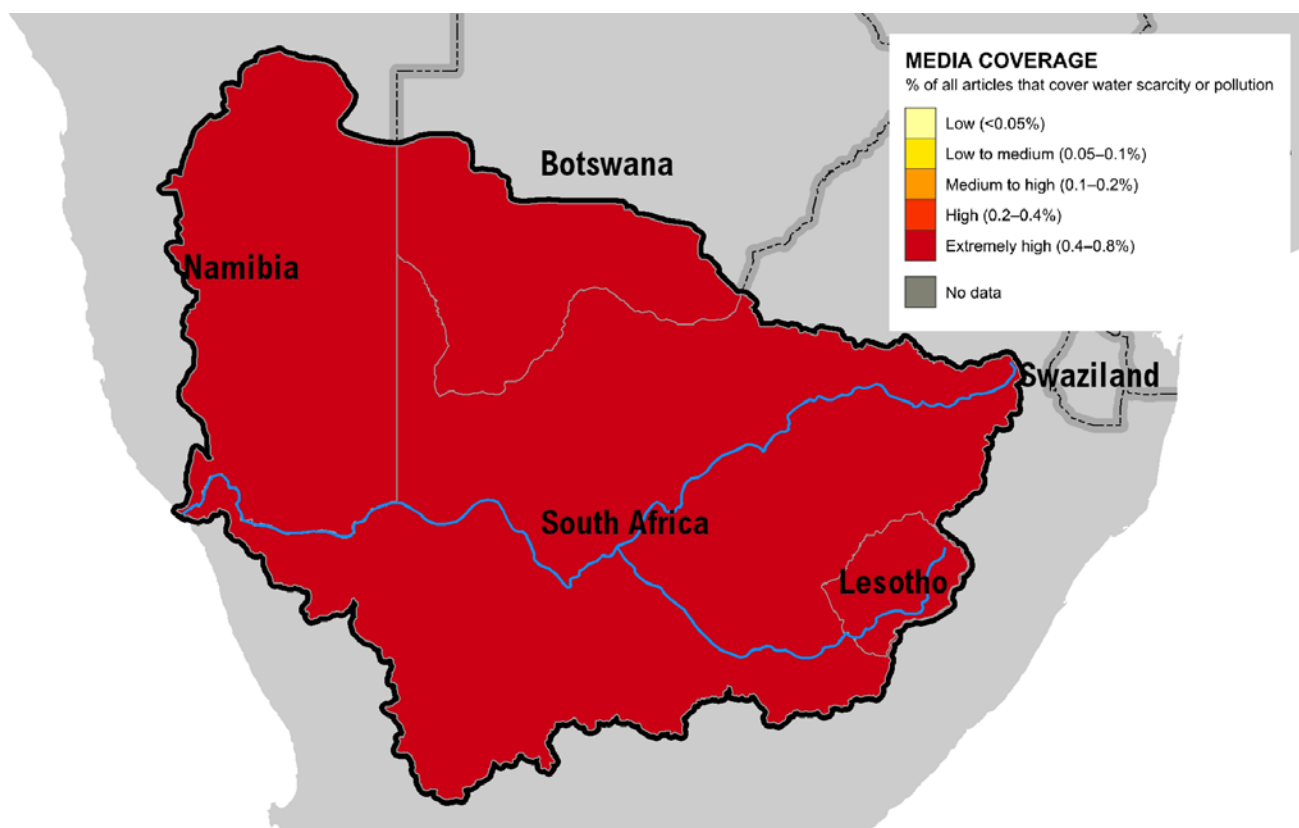 MEDIA COVERAGE
% of all articles that cover water scarcity or pollution
Low (<0.05%)
Low to medium (0.05–0.1%)
Medium to high (0.1–0.2%)
High (0.2–0.4%)
Extremely high (0.4–0.8%)
No data
Botswana
Namibia
Swaziland
South Africa
Lesotho